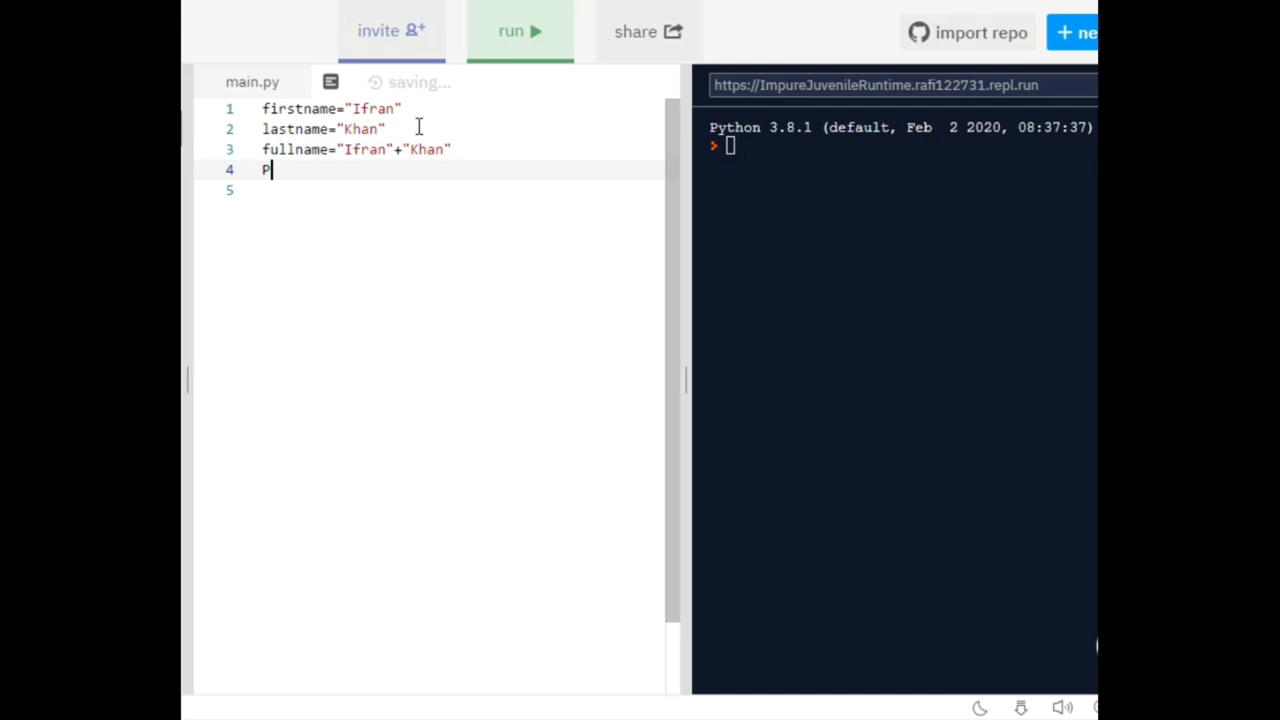 invite
run
share
import repo
+ ne
main.py
saving...
https://ImpureJuvenileRuntime.rafi122731.repl.run
1 firstname="Ifran"
2 lastname="Khan"
3 fullname="Ifran"+"Khan"
4 P
5
Python 3.8.1 (default, Feb  2 2020, 08:37:37)
>